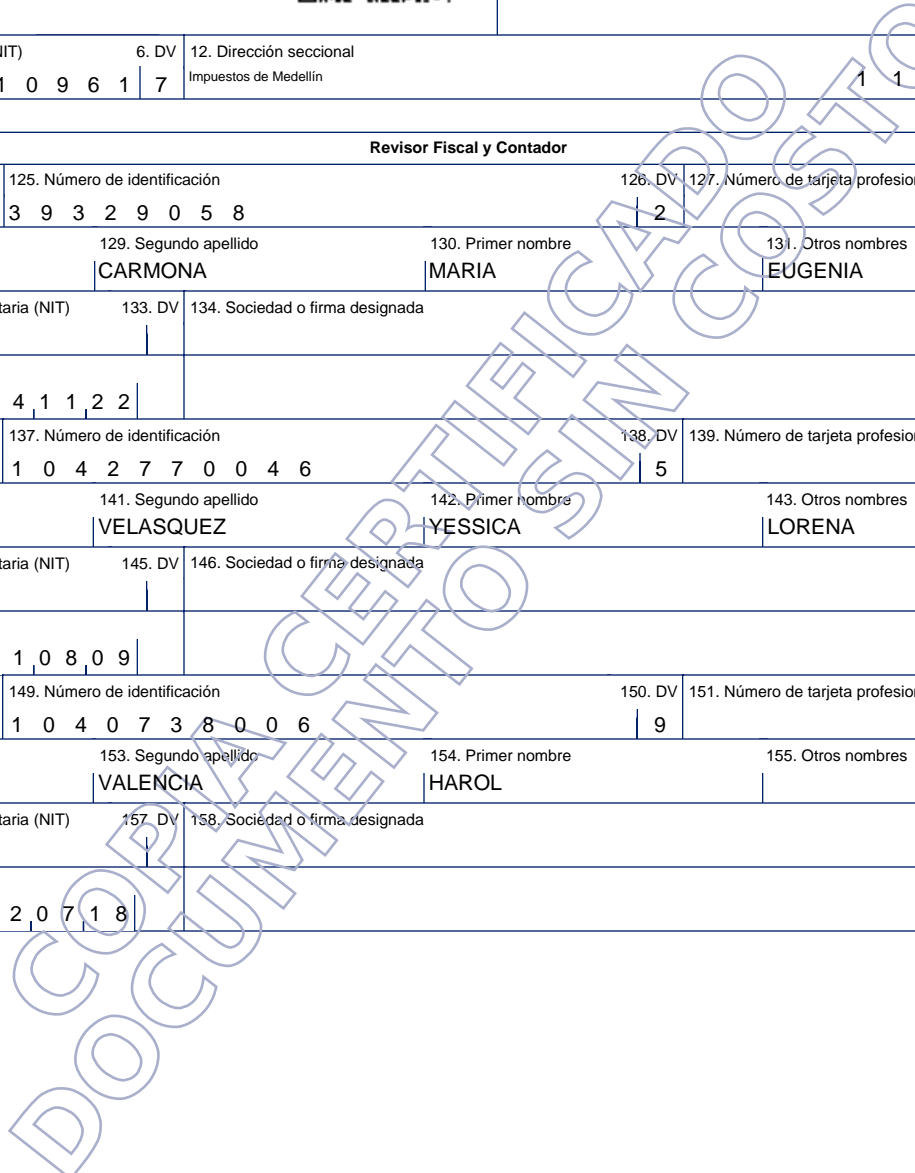 IIT) 6. DV 12. Dirección seccional
1 0 9 6 1 7 Impuestos de Medellín 1 1
Revisor Fiscal y Contador
125. Número de identificación 126. DV 127. Número de tarjeta profesion
3 9 3 2 9 0 5 8 2
129. Segundo apellido 130. Primer nombre 131. Otros nombres
CARMONA MARIA EUGENIA
taria (NIT) 133. DV 134. Sociedad o firma designada
4 1 1 2 2
137. Número de identificación 138. DV 139. Número de tarjeta profesion
1 0 4 2 7 7 0 0 4 6 5
141. Segundo apellido 142. Primer nombre 143. Otros nombres
VELASQUEZ YESSICA LORENA
taria (NIT) 145. DV 146. Sociedad o firma designada
1 0 8 0 9
149. Número de identificación 150. DV 151. Número de tarjeta profesion
1 0 4 0 7 3 8 0 0 6 9
153. Segundo apellido 154. Primer nombre 155. Otros nombres
VALENCIA HAROL
taria (NIT) 157. DV 158. Sociedad o firma designada
2 0 7 1 8
COPIA CERTIFICADO
DOCUMENTO SIN COSTO